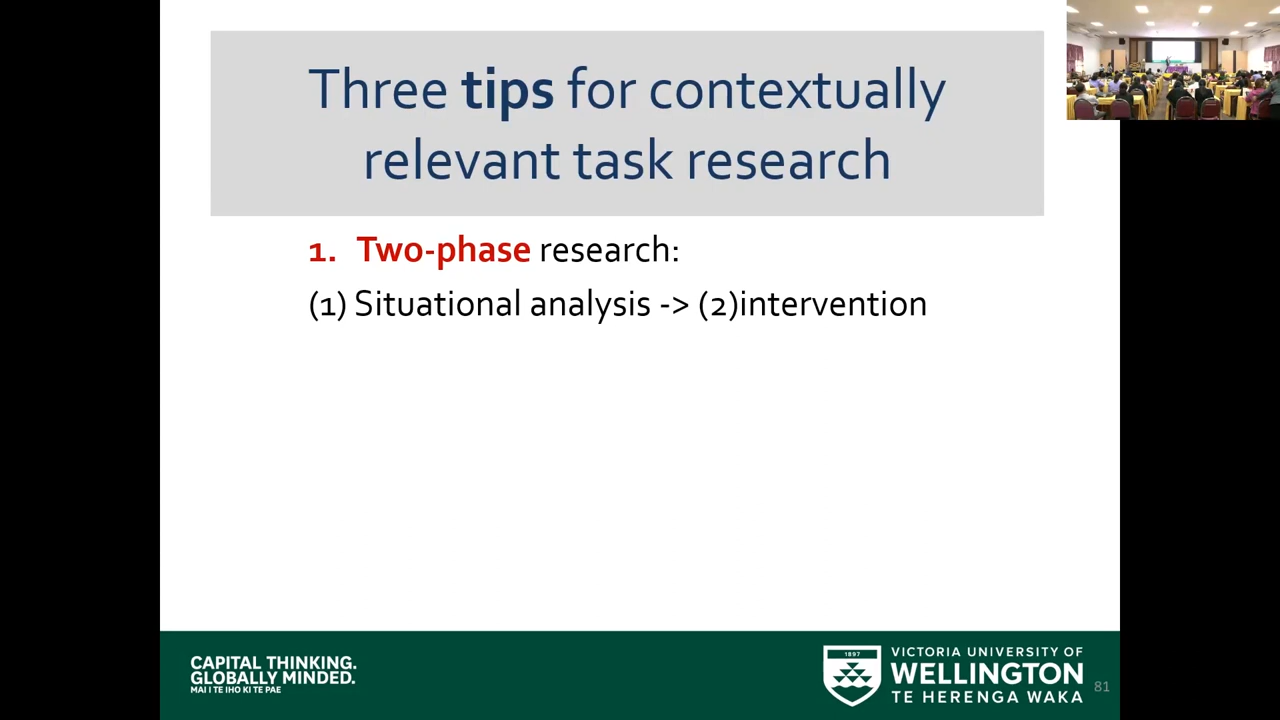 Three tips for contextually
relevant task research
1. Two-phase research:
(1) Situational analysis -> (2)intervention
CAPITAL THINKING.
GLOBALLY MINDED.
MAI I TE IHO KI TE PAE
1897
VICTORIA UNIVERSITY OF
WELLINGTON
TE HERENGA WAKA
81